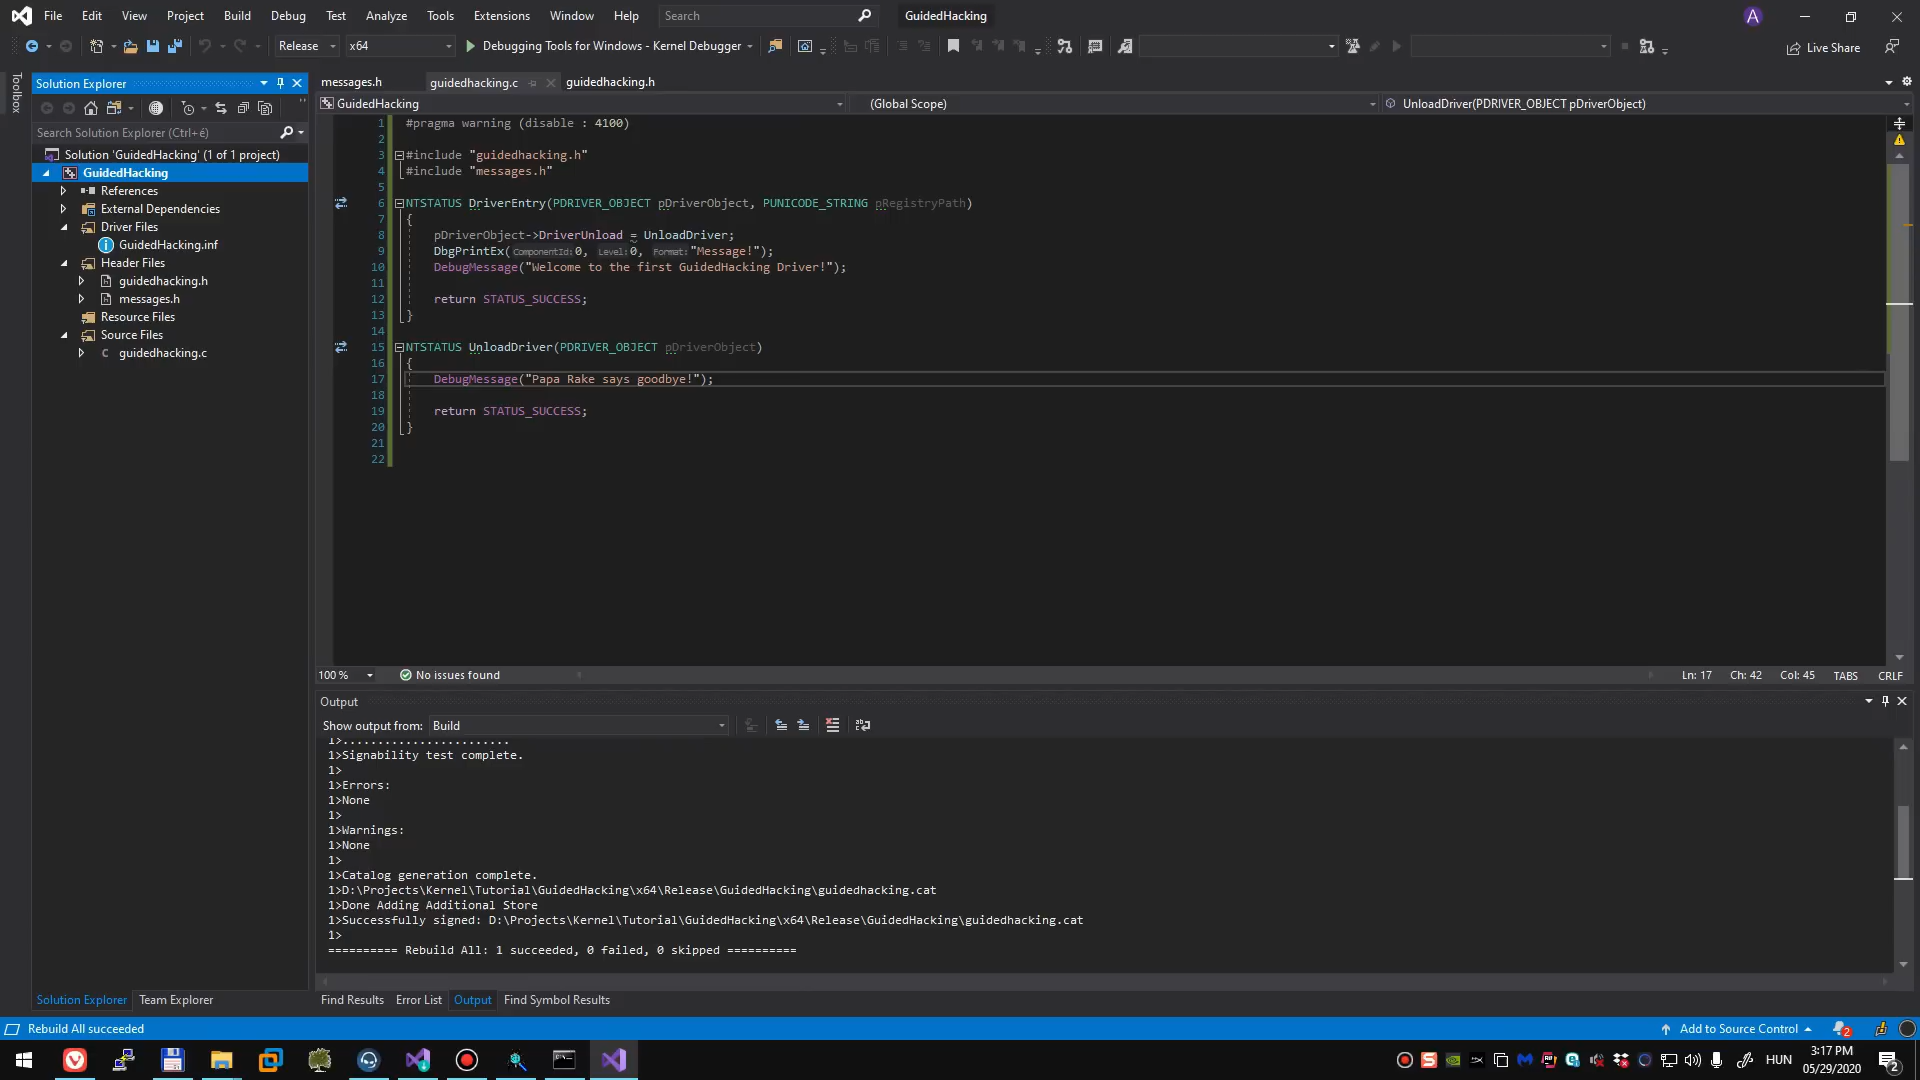 File Edit View Project Build Debug Test Analyze Tools Extensions Window Help Search GuidedHacking A
Release x64 Debugging Tools for Windows - Kernel Debugger Live Share
Toolbox
Solution Explorer
Search Solution Explorer (Ctrl+é)
Solution 'GuidedHacking' (1 of 1 project)
GuidedHacking
References
External Dependencies
Driver Files
GuidedHacking.inf
Header Files
guidedhacking.h
messages.h
Resource Files
Source Files
guidedhacking.c
messages.h guidedhacking.c guidedhacking.h
GuidedHacking (Global Scope) UnloadDriver(PDRIVER_OBJECT pDriverObject)
1 #pragma warning (disable : 4100)
2
3 #include "guidedhacking.h"
4 #include "messages.h"
5
6 NTSTATUS DriverEntry(PDRIVER_OBJECT pDriverObject, PUNICODE_STRING pRegistryPath)
7 {
8 pDriverObject->DriverUnload = UnloadDriver;
9 DbgPrintEx(ComponentId:0, Level:0, Format:"Message!");
10 DebugMessage("Welcome to the first GuidedHacking Driver!");
11
12 return STATUS_SUCCESS;
13 }
14
15 NTSTATUS UnloadDriver(PDRIVER_OBJECT pDriverObject)
16 {
17 DebugMessage("Papa Rake says goodbye!");
18
19 return STATUS_SUCCESS;
20 }
21
22
100 % No issues found Ln: 17 Ch: 42 Col: 45 TABS CRLF
Output
Show output from: Build
1>........................
1>Signability test complete.
1>
1>Errors:
1>None
1>
1>Warnings:
1>None
1>
1>Catalog generation complete.
1>D:\Projects\Kernel\Tutorial\GuidedHacking\x64\Release\GuidedHacking\guidedhacking.cat
1>Done Adding Additional Store
1>Successfully signed: D:\Projects\Kernel\Tutorial\GuidedHacking\x64\Release\GuidedHacking\guidedhacking.cat
1>
========== Rebuild All: 1 succeeded, 0 failed, 0 skipped ==========
Solution Explorer Team Explorer Find Results Error List Output Find Symbol Results
Rebuild All succeeded Add to Source Control 2
HUN 3:17 PM
05/29/2020 2